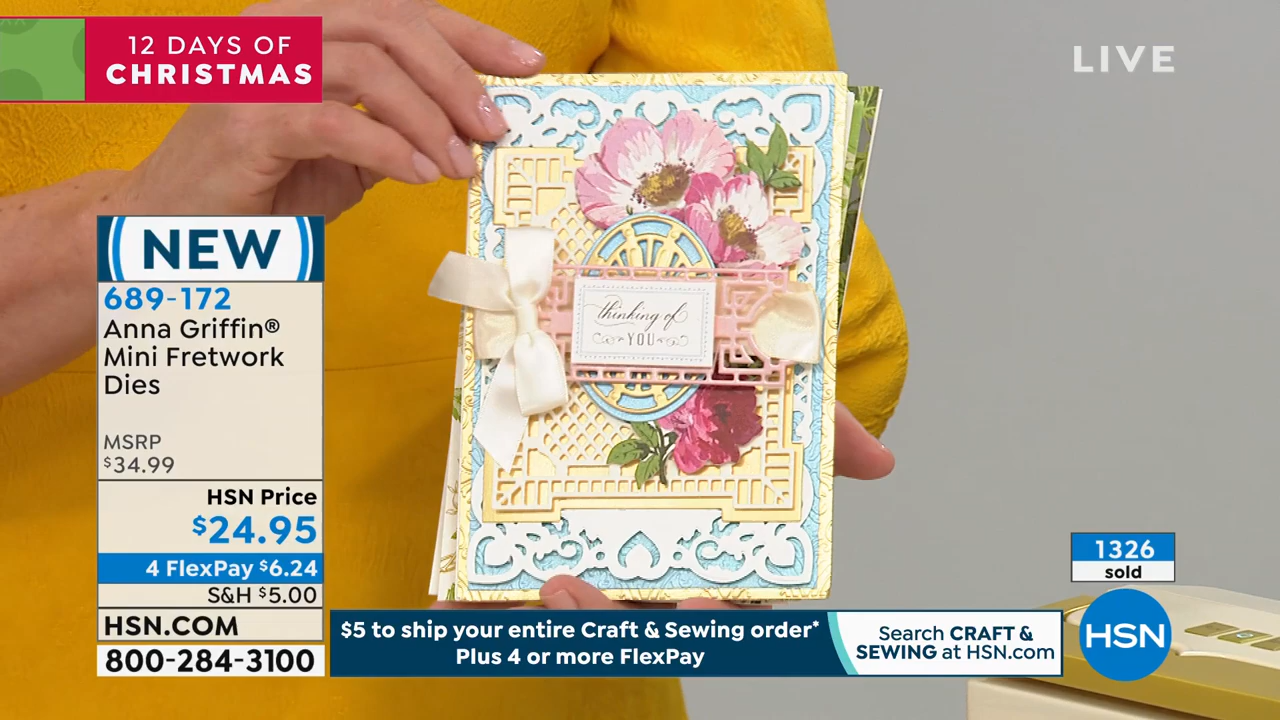 12 DAYS OF
CHRISTMAS
LIVE
NEW
689-172
Anna Griffin®
Mini Fretwork
Dies
MSRP
$34.99
HSN Price
$24.95
4 FlexPay $6.24
S&H $5.00
HSN.COM
800-284-3100
thinking of
YOU
$5 to ship your entire Craft & Sewing order*
Plus 4 or more FlexPay
Search CRAFT &
SEWING at HSN.com
1326
sold
HSN